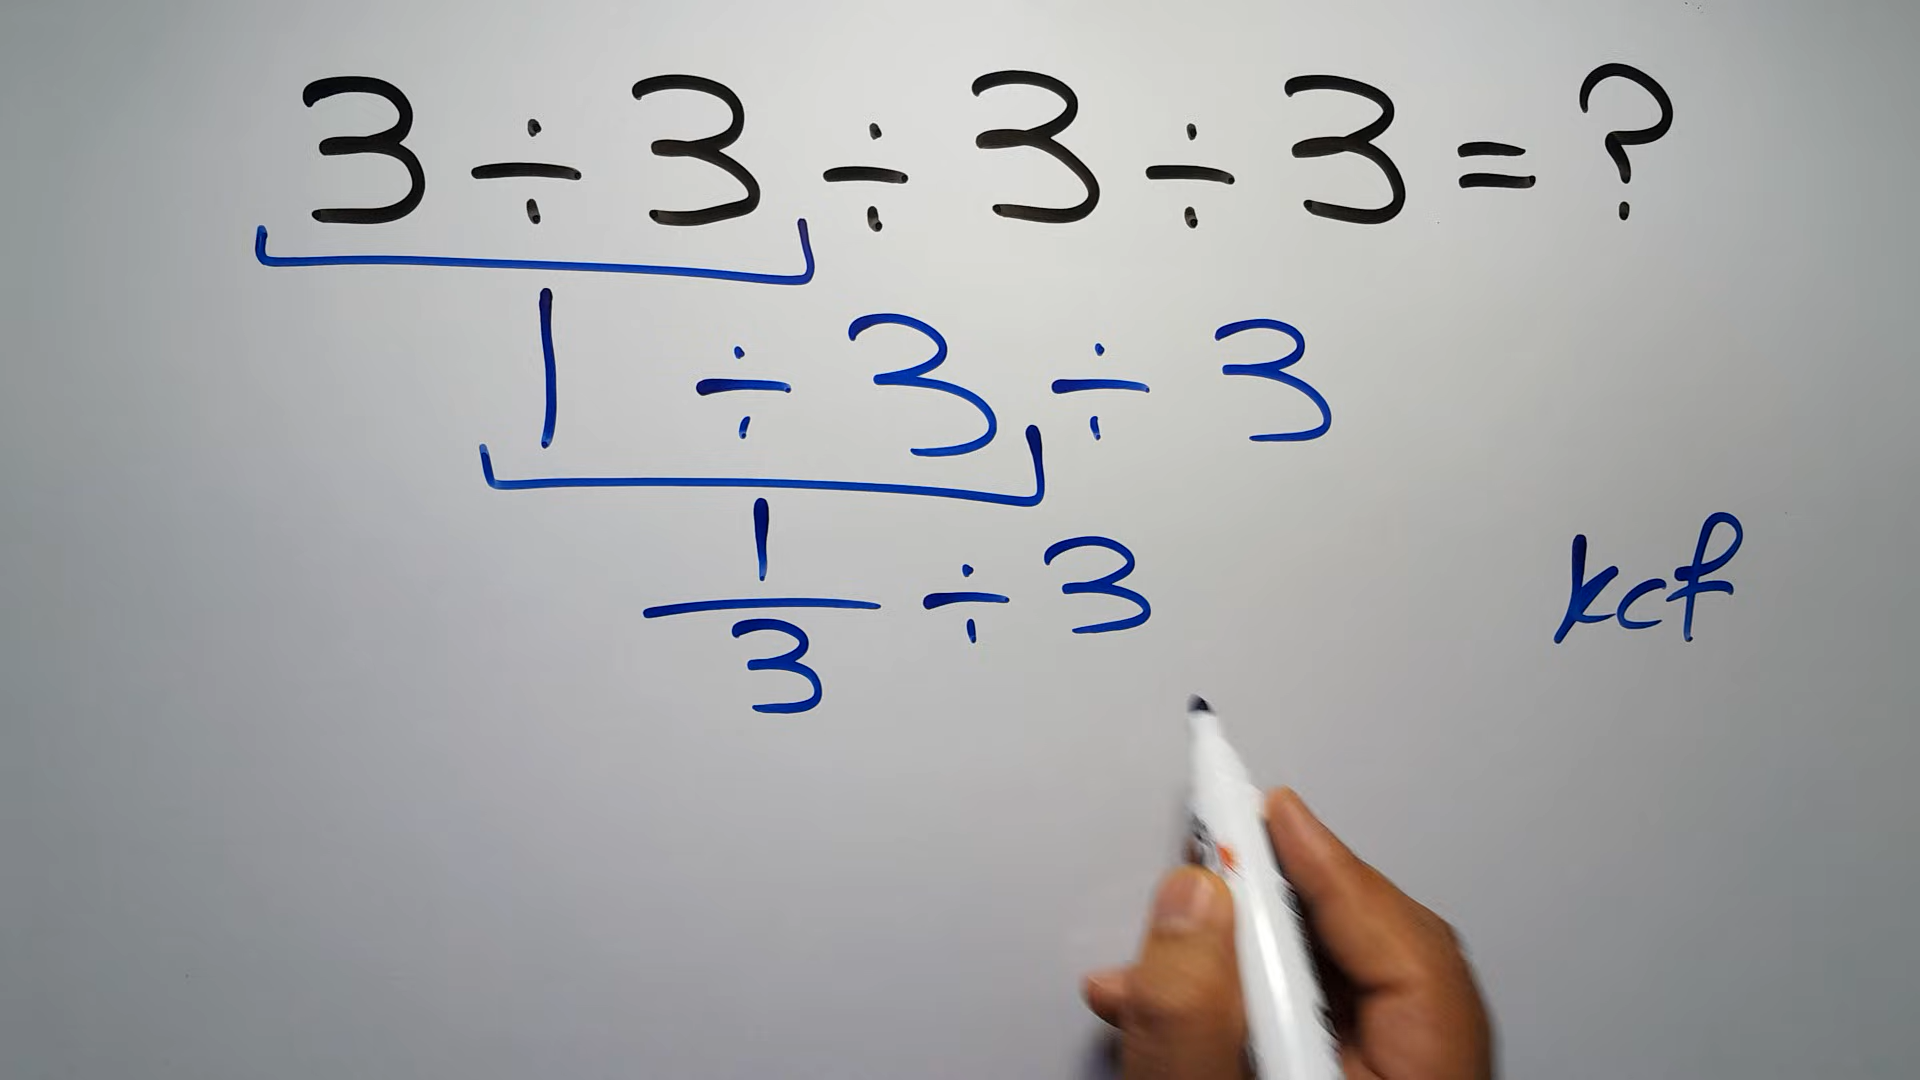 3 ÷ 3 ÷ 3 ÷ 3 = ?
1 ÷ 3 ÷ 3
1/3 ÷ 3
kcf